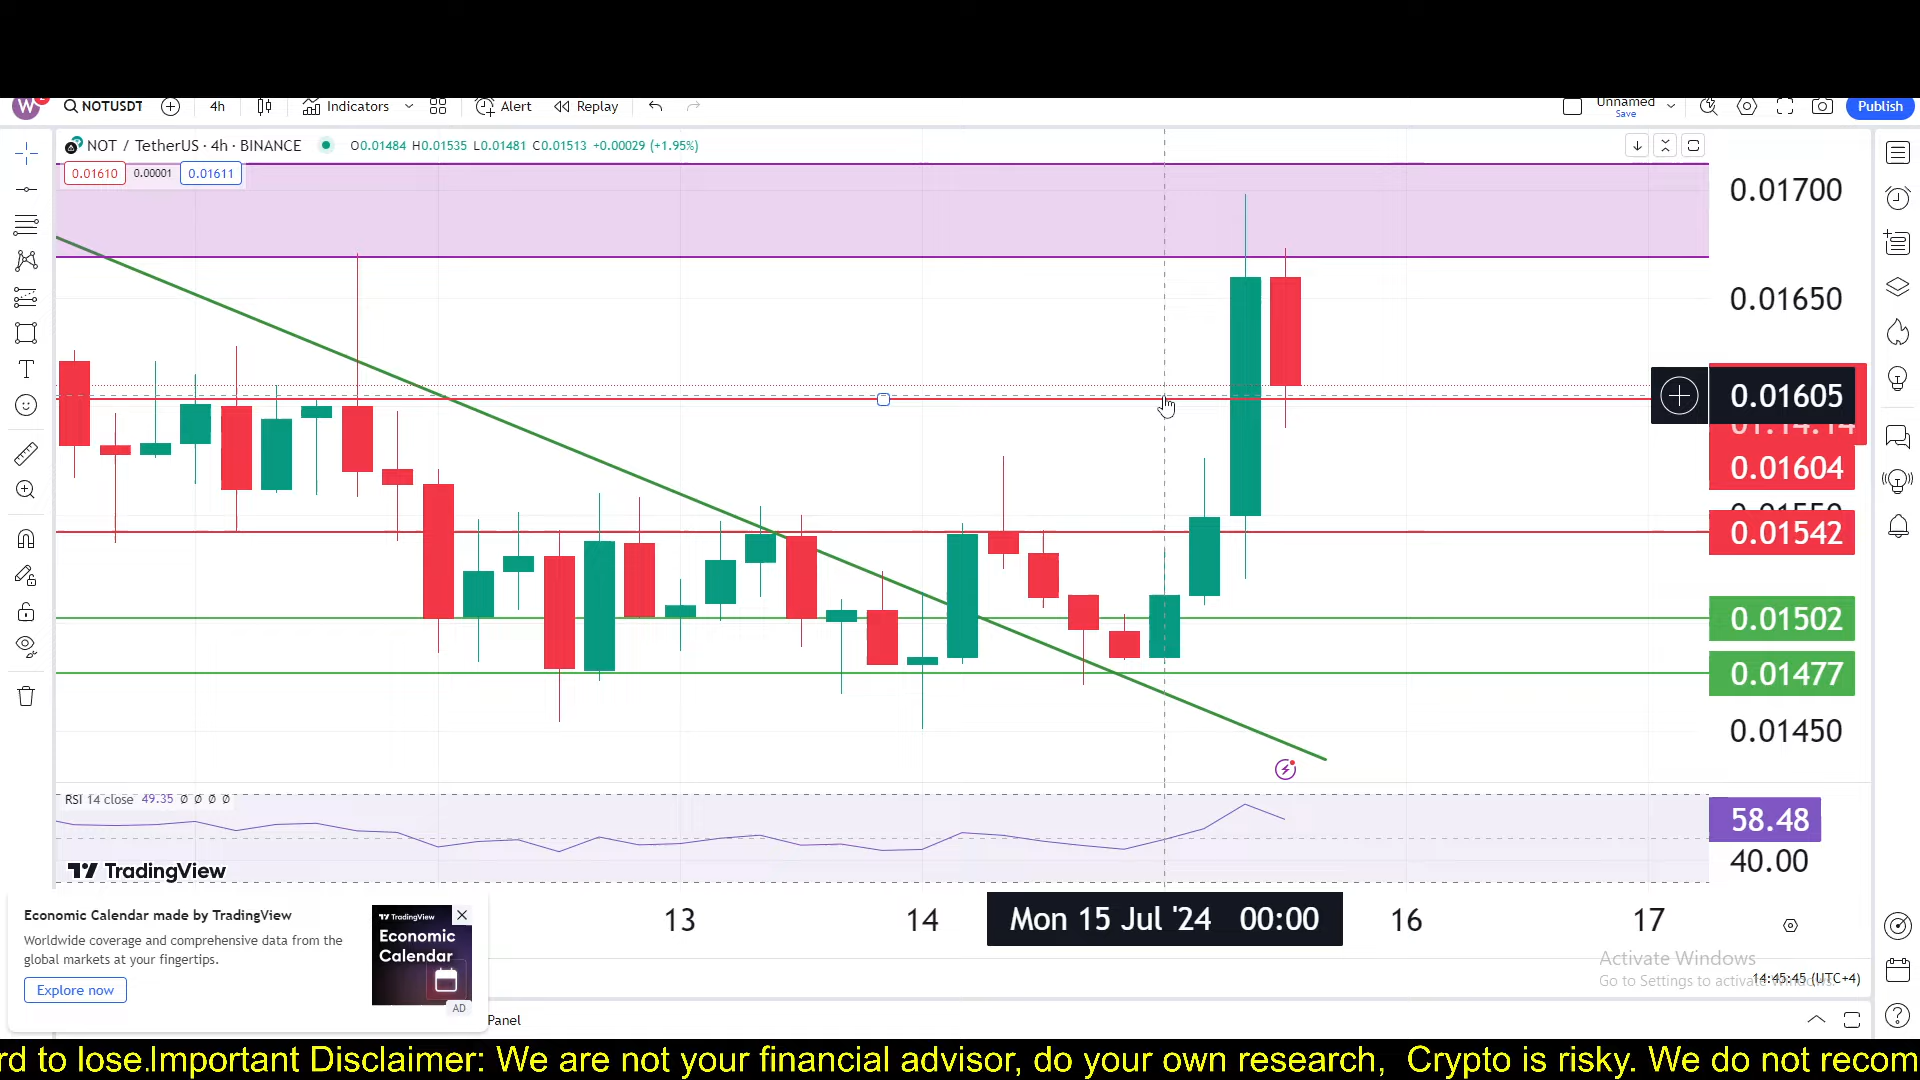 NOTUSDT 4h Indicators Alert Replay Unnamed Save Publish
NOT / TetherUS · 4h · BINANCE O0.01484 H0.01535 L0.01481 C0.01513 +0.00029 (+1.95%)
0.01610 0.00001 0.01611
0.01700
0.01650
0.01605
0.01604
0.01542
0.01502
0.01477
0.01450
RSI 14 close 49.35 Ø Ø Ø Ø
58.48
40.00
TradingView
13 14 Mon 15 Jul '24 00:00 16 17
Economic Calendar made by TradingView
Worldwide coverage and comprehensive data from the
global markets at your fingertips.
Explore now
TradingView
Economic
Calendar
AD
Activate Windows
Go to Settings to activate Windows.
14:45:45 (UTC+4)
Panel
rd to lose.Important Disclaimer: We are not your financial advisor, do your own research, Crypto is risky. We do not recom